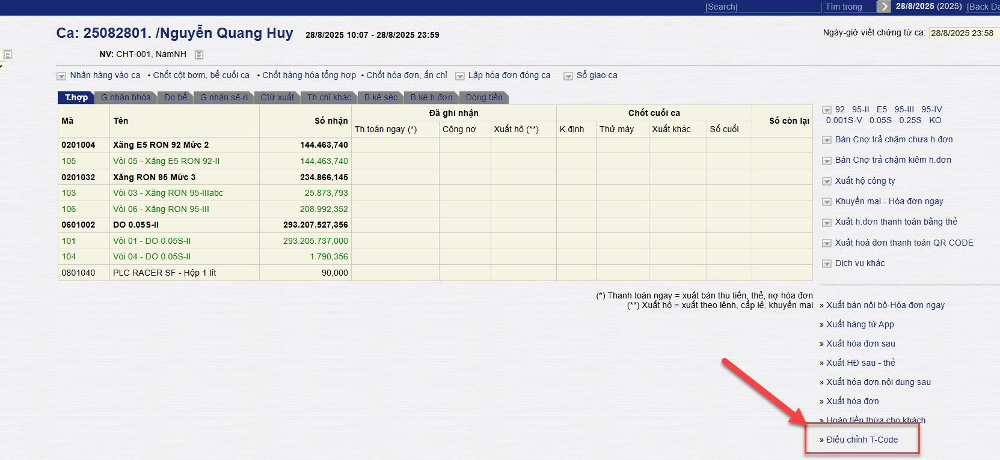 [Search] Tìm trong 28/8/2025 (2025) [Back Da
Ca: 25082801. /Nguyễn Quang Huy 28/8/2025 10:07 - 28/8/2025 23:59
Ngày-giờ viết chứng từ ca: 28/8/2025 23:58
NV: CHT-001, NamNH
Nhận hàng vào ca • Chốt cột bơm, bể cuối ca • Chốt hàng hóa tổng hợp • Chốt hóa đơn, ấn chỉ Lập hóa đơn đóng ca Sổ giao ca
T.hợp G.nhận hhóa Đo bể G.nhận sê-ri Ctừ xuất Th.chi khác B.kê séc B.kê h.đơn Dòng tiền
Mã Tên Số nhận Đã ghi nhận Chốt cuối ca Số còn lại
Th.toán ngay (*) Công nợ Xuất hộ (**) K.định Thử máy Xuất khác Số cuối
0201004 Xăng E5 RON 92 Mức 2 144.463,740
105 Vòi 05 - Xăng E5 RON 92-II 144.463,740
0201032 Xăng RON 95 Mức 3 234.866,145
103 Vòi 03 - Xăng RON 95-IIIabc 25.873,793
106 Vòi 06 - Xăng RON 95-III 208.992,352
0601002 DO 0.05S-II 293.207.527,356
101 Vòi 01 - DO 0.05S-II 293.205.737,000
104 Vòi 04 - DO 0.05S-II 1.790,356
0801040 PLC RACER SF - Hộp 1 lít 90,000
(*) Thanh toán ngay = xuất bán thu tiền, thẻ, nợ hóa đơn
(**) Xuất hộ = xuất theo lệnh, cấp lẻ, khuyến mại
92 95-II E5 95-III 95-IV
0.001S-V 0.05S 0.25S KO
Bán Cnợ trả chậm chưa h.đơn
Bán Cnợ trả chậm kiêm h.đơn
Xuất hộ công ty
Khuyến mại - Hóa đơn ngay
Xuất h.đơn thanh toán bằng thẻ
Xuất hoá đơn thanh toán QR CODE
Dịch vụ khác
» Xuất bán nội bộ-Hóa đơn ngay
» Xuất hàng từ App
» Xuất hóa đơn sau
» Xuất HĐ sau - thẻ
» Xuất hóa đơn nội dung sau
» Xuất hóa đơn
» Hoàn tiền thừa cho khách
» Điều chỉnh T-Code